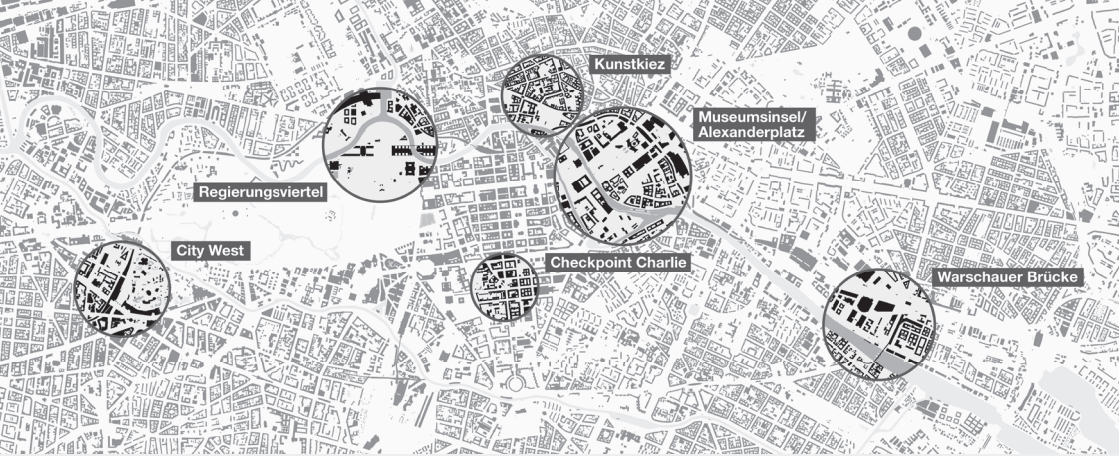 Kunstkiez
Museumsinsel/
Alexanderplatz
Regierungsviertel
City West
Checkpoint Charlie
Warschauer Brücke